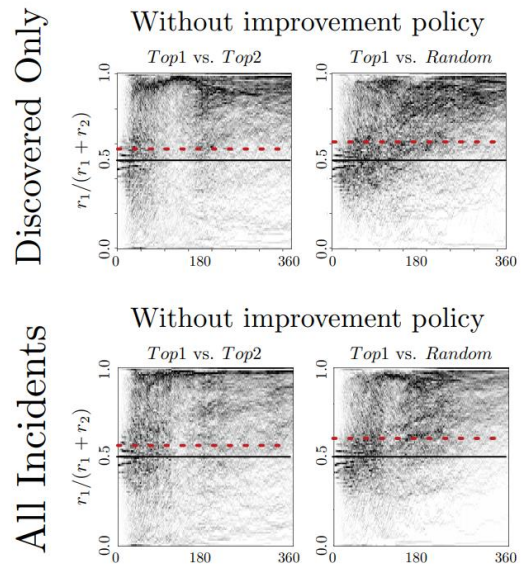 Discovered Only
Without improvement policy
Top1 vs. Top2
Top1 vs. Random
r₁/(r₁ + r₂)
1.0
0.5
0.0
0
180
360
1.0
0.5
0.0
0
180
360
All Incidents
Without improvement policy
Top1 vs. Top2
Top1 vs. Random
r₁/(r₁ + r₂)
1.0
0.5
0.0
0
180
360
1.0
0.5
0.0
0
180
360